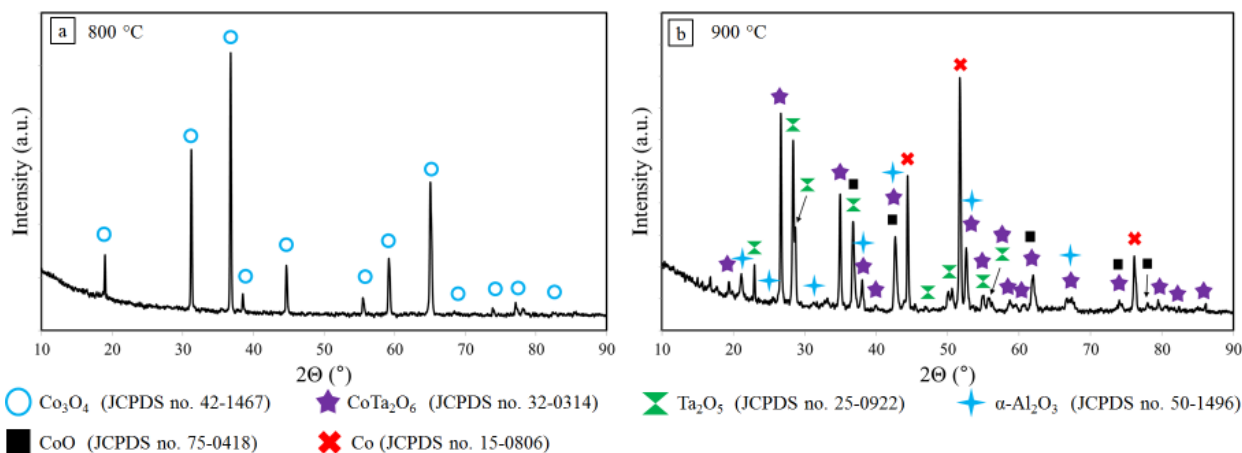 a 800 °C
Intensity (a.u.)
10 20 30 40 50 60 70 80 90
2Θ (°)
b 900 °C
Intensity (a.u.)
10 20 30 40 50 60 70 80 90
2Θ (°)
Co₃O₄ (JCPDS no. 42-1467) CoTa₂O₆ (JCPDS no. 32-0314) Ta₂O₅ (JCPDS no. 25-0922) α-Al₂O₃ (JCPDS no. 50-1496)
CoO (JCPDS no. 75-0418) Co (JCPDS no. 15-0806)